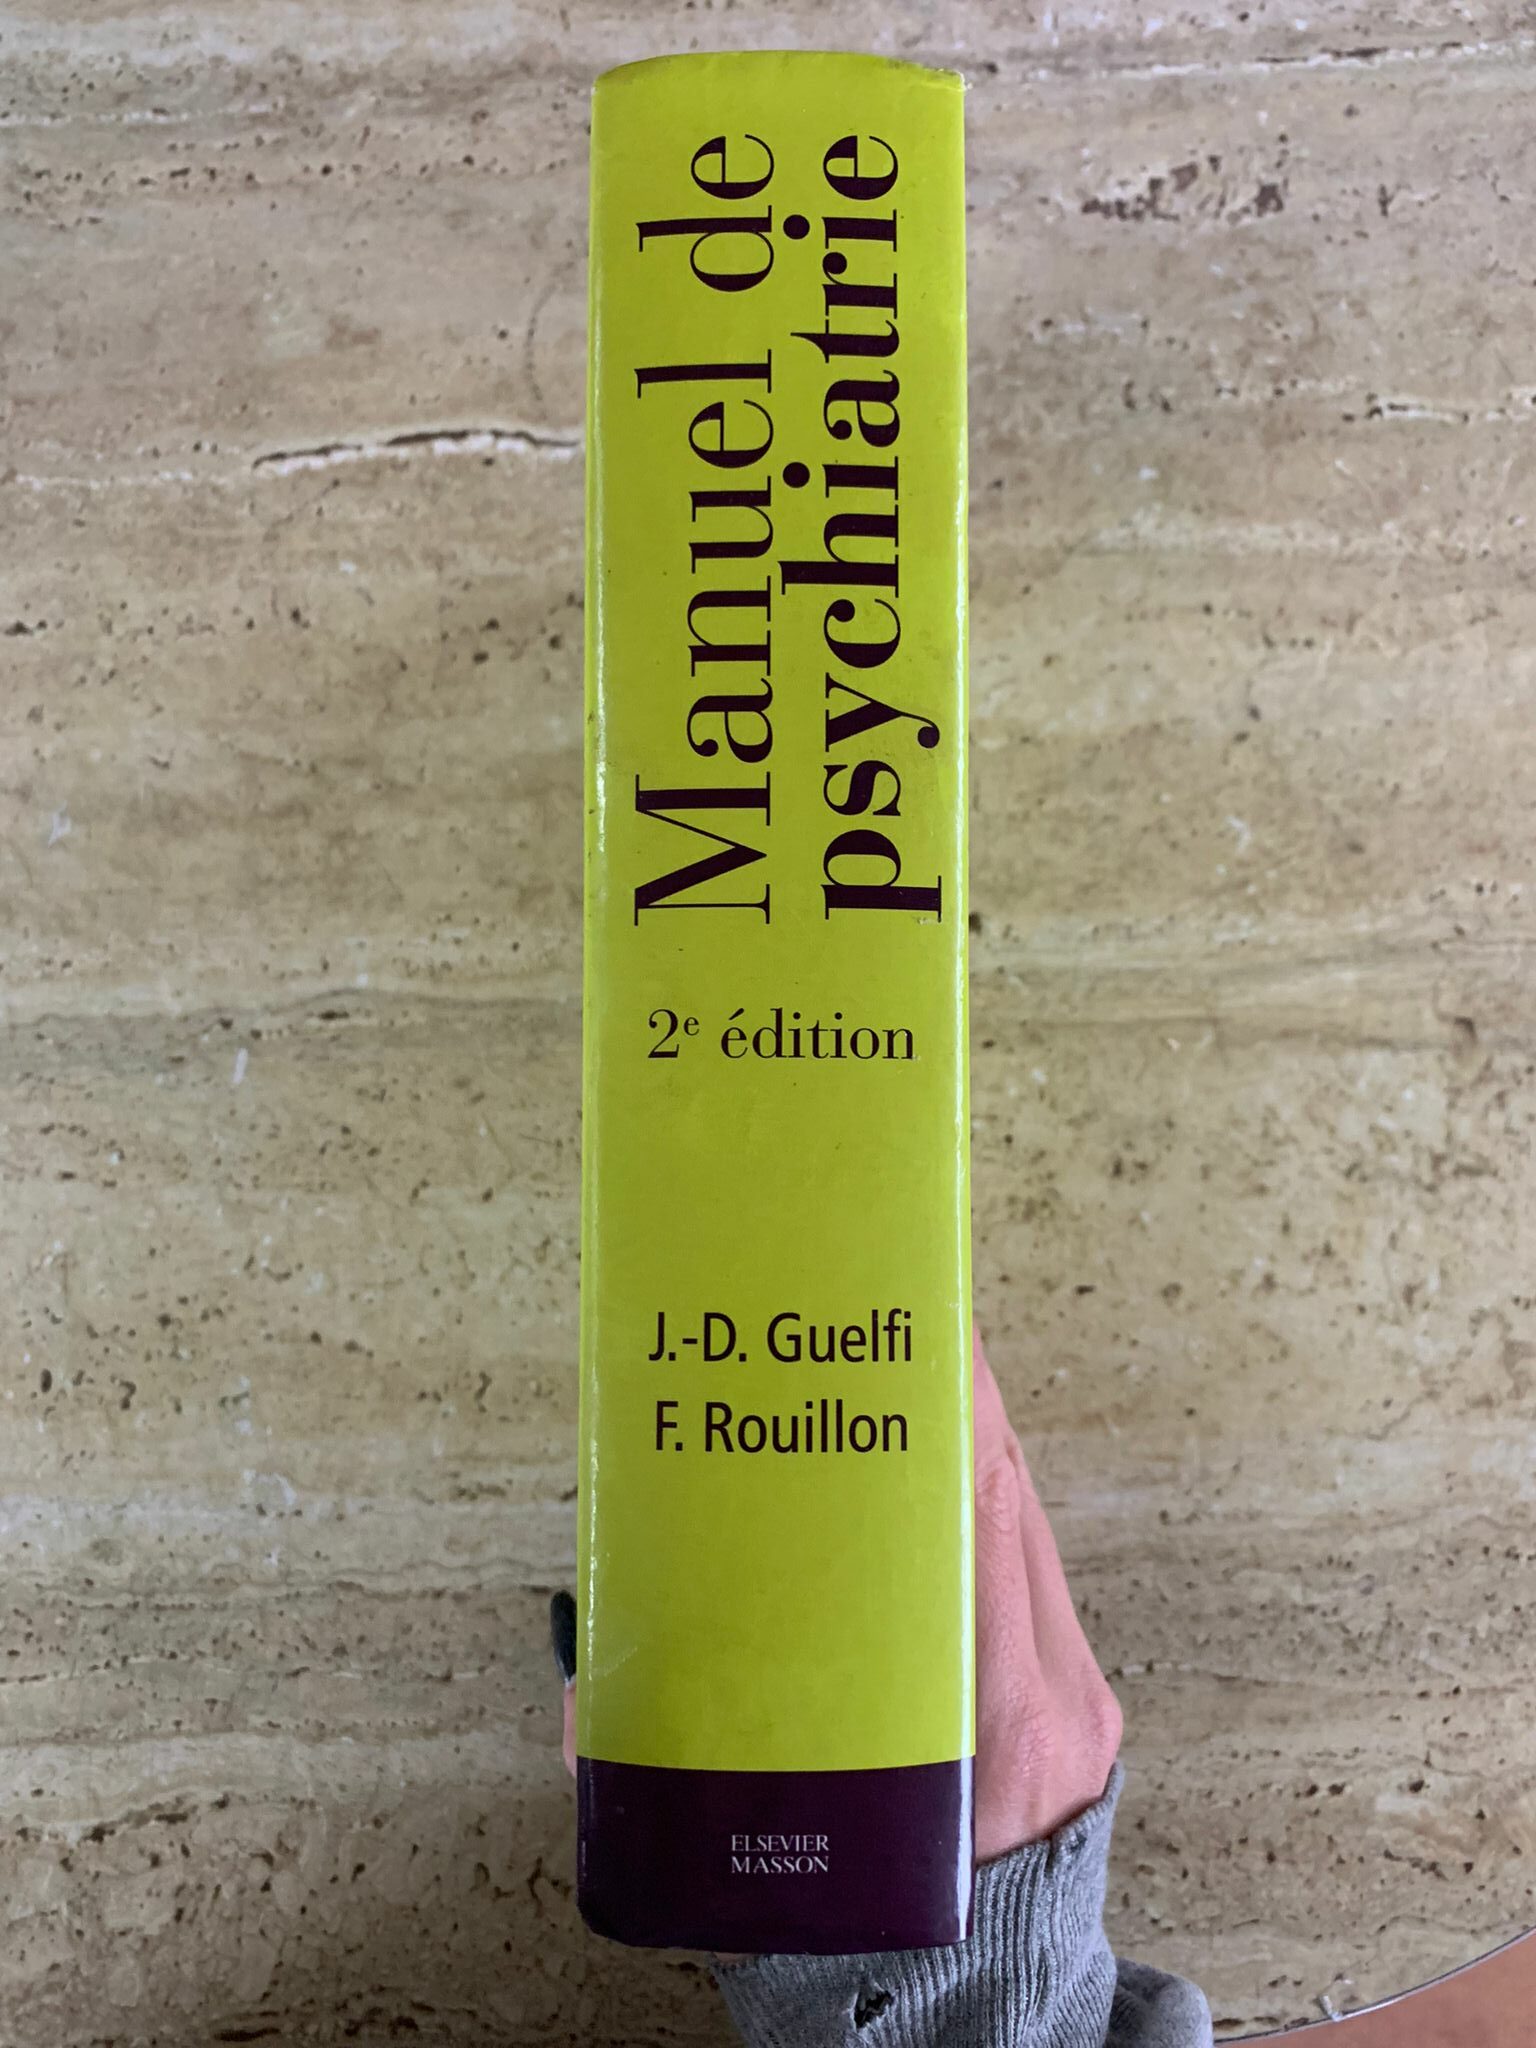 Manuel de
psychiatrie
2e édition
J.-D. Guelfi
F. Rouillon
ELSEVIER
MASSON